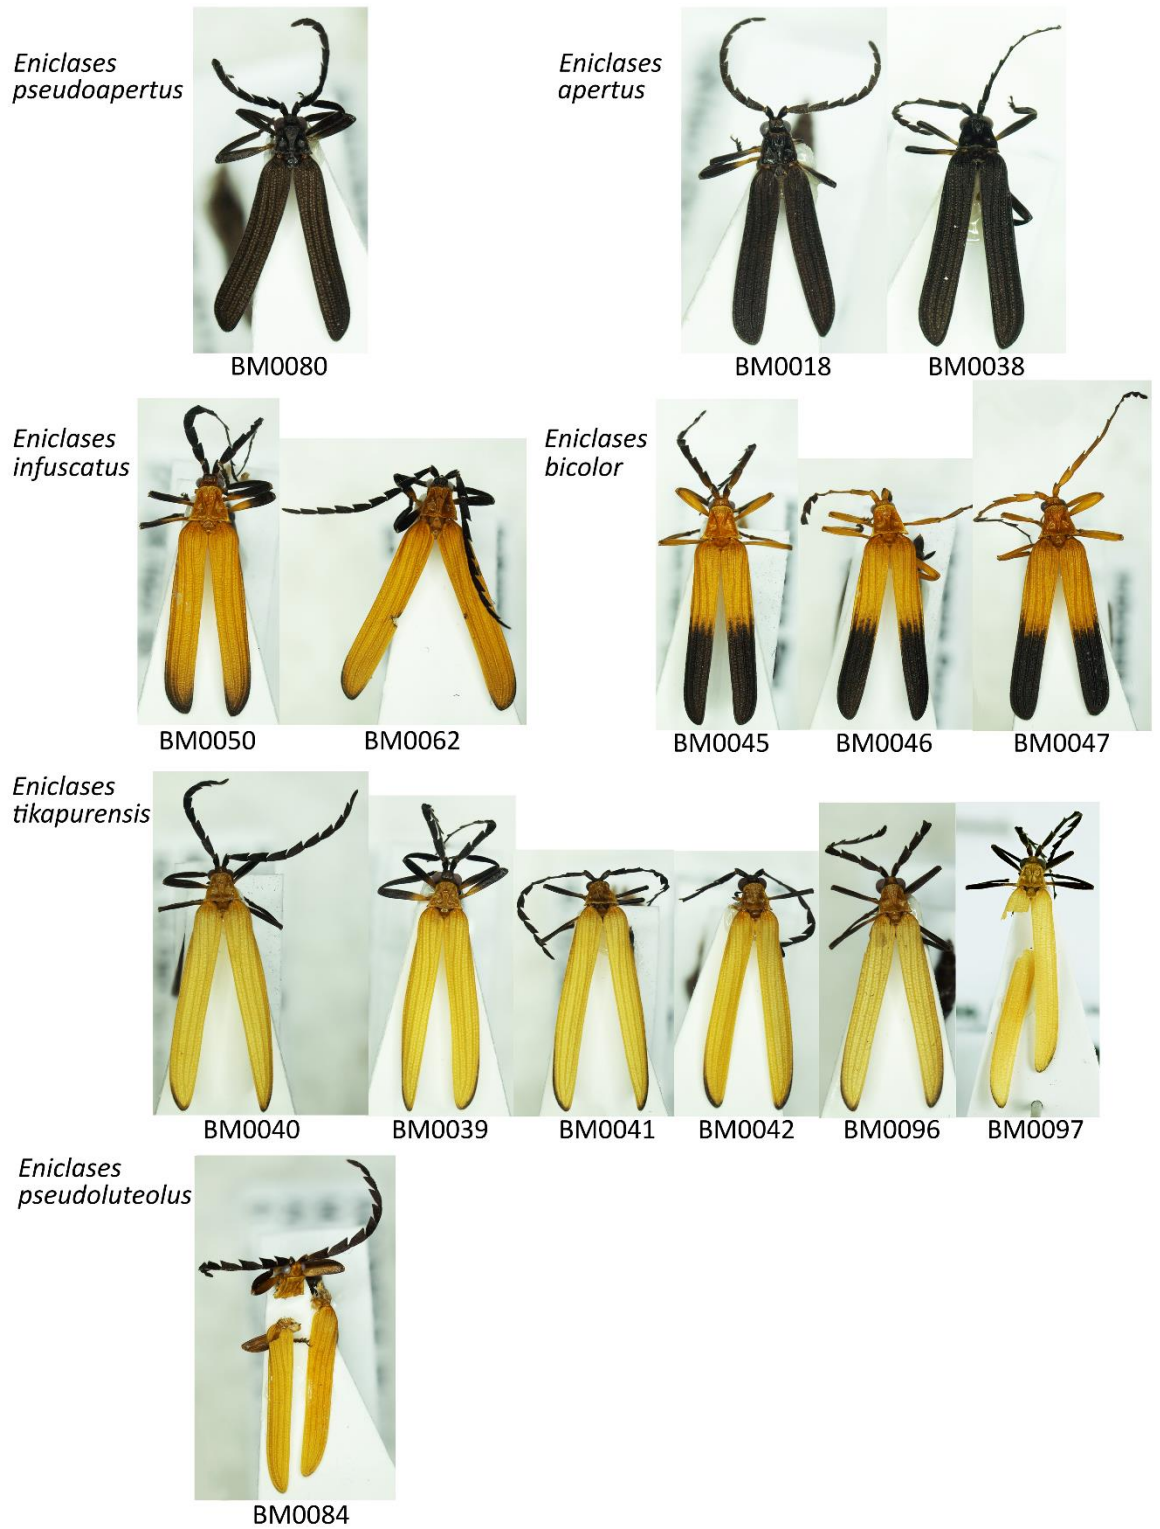 Eniclases
pseudoapertus
BM0080
Eniclases
apertus
BM0018
BM0038
Eniclases
infuscatus
BM0050
BM0062
Eniclases
bicolor
BM0045
BM0046
BM0047
Eniclases
tikapurensis
BM0040
BM0039
BM0041
BM0042
BM0096
BM0097
Eniclases
pseudoluteolus
BM0084